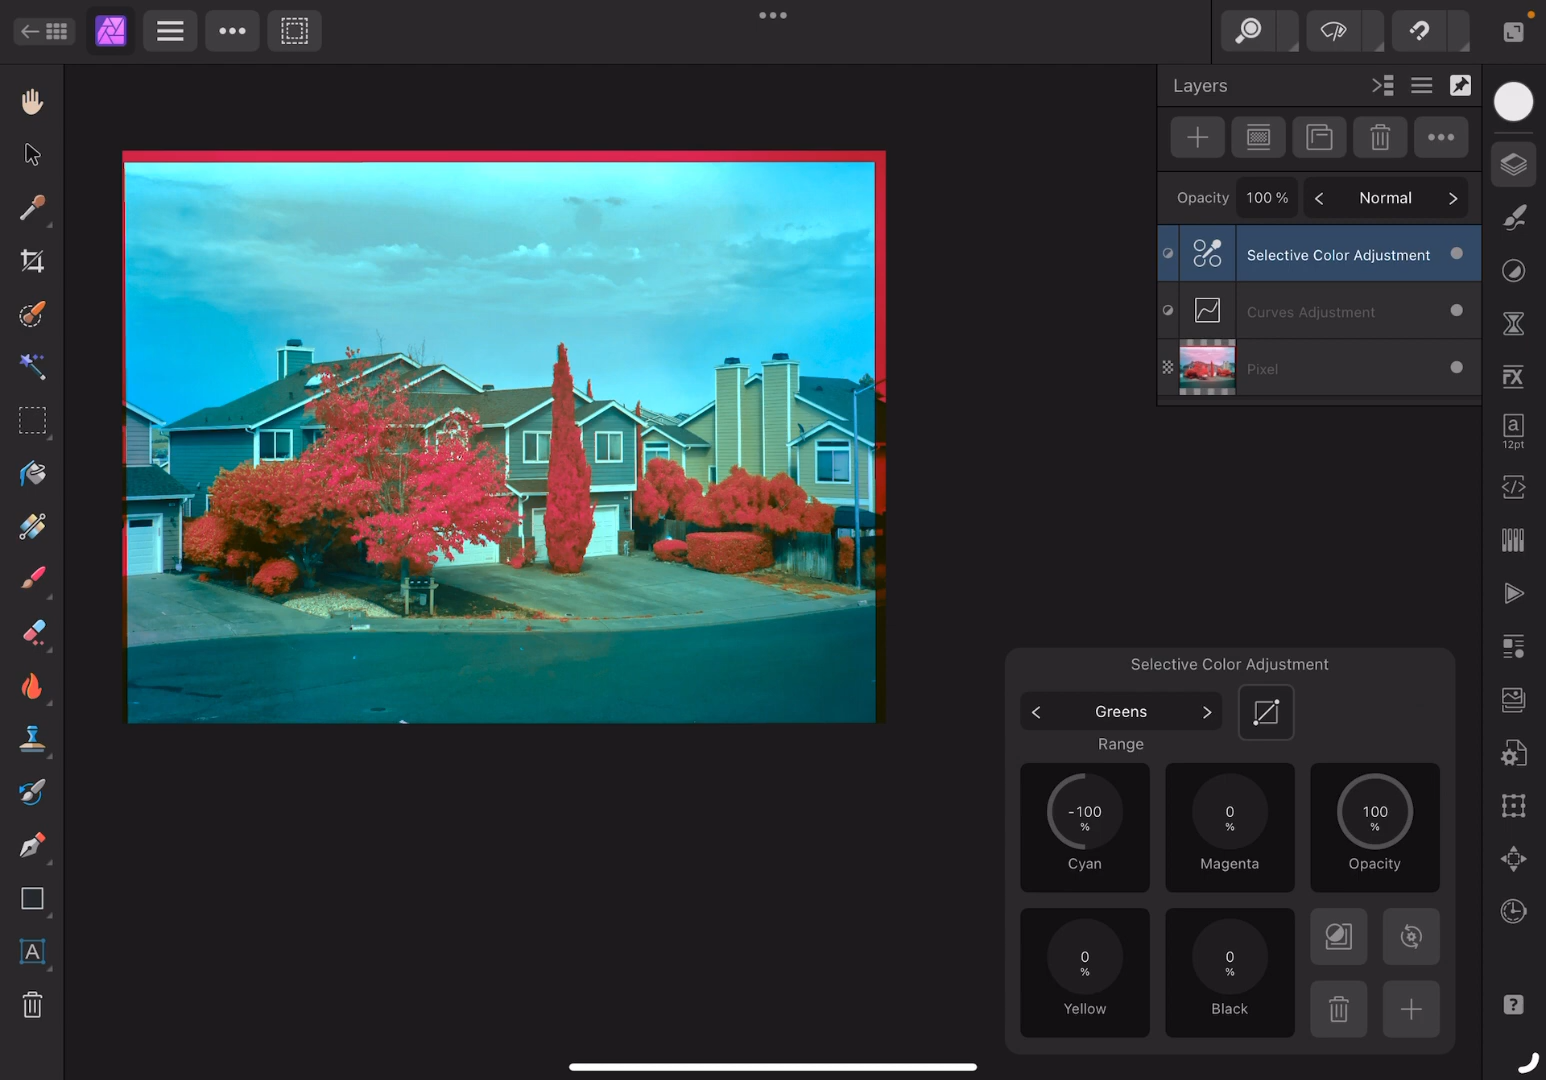 Layers
Opacity 100 % < Normal >
Selective Color Adjustment
Curves Adjustment
Pixel
FX
a
12pt
Selective Color Adjustment
< Greens >
Range
-100
%
Cyan
0
%
Magenta
100
%
Opacity
0
%
Yellow
0
%
Black
A
?